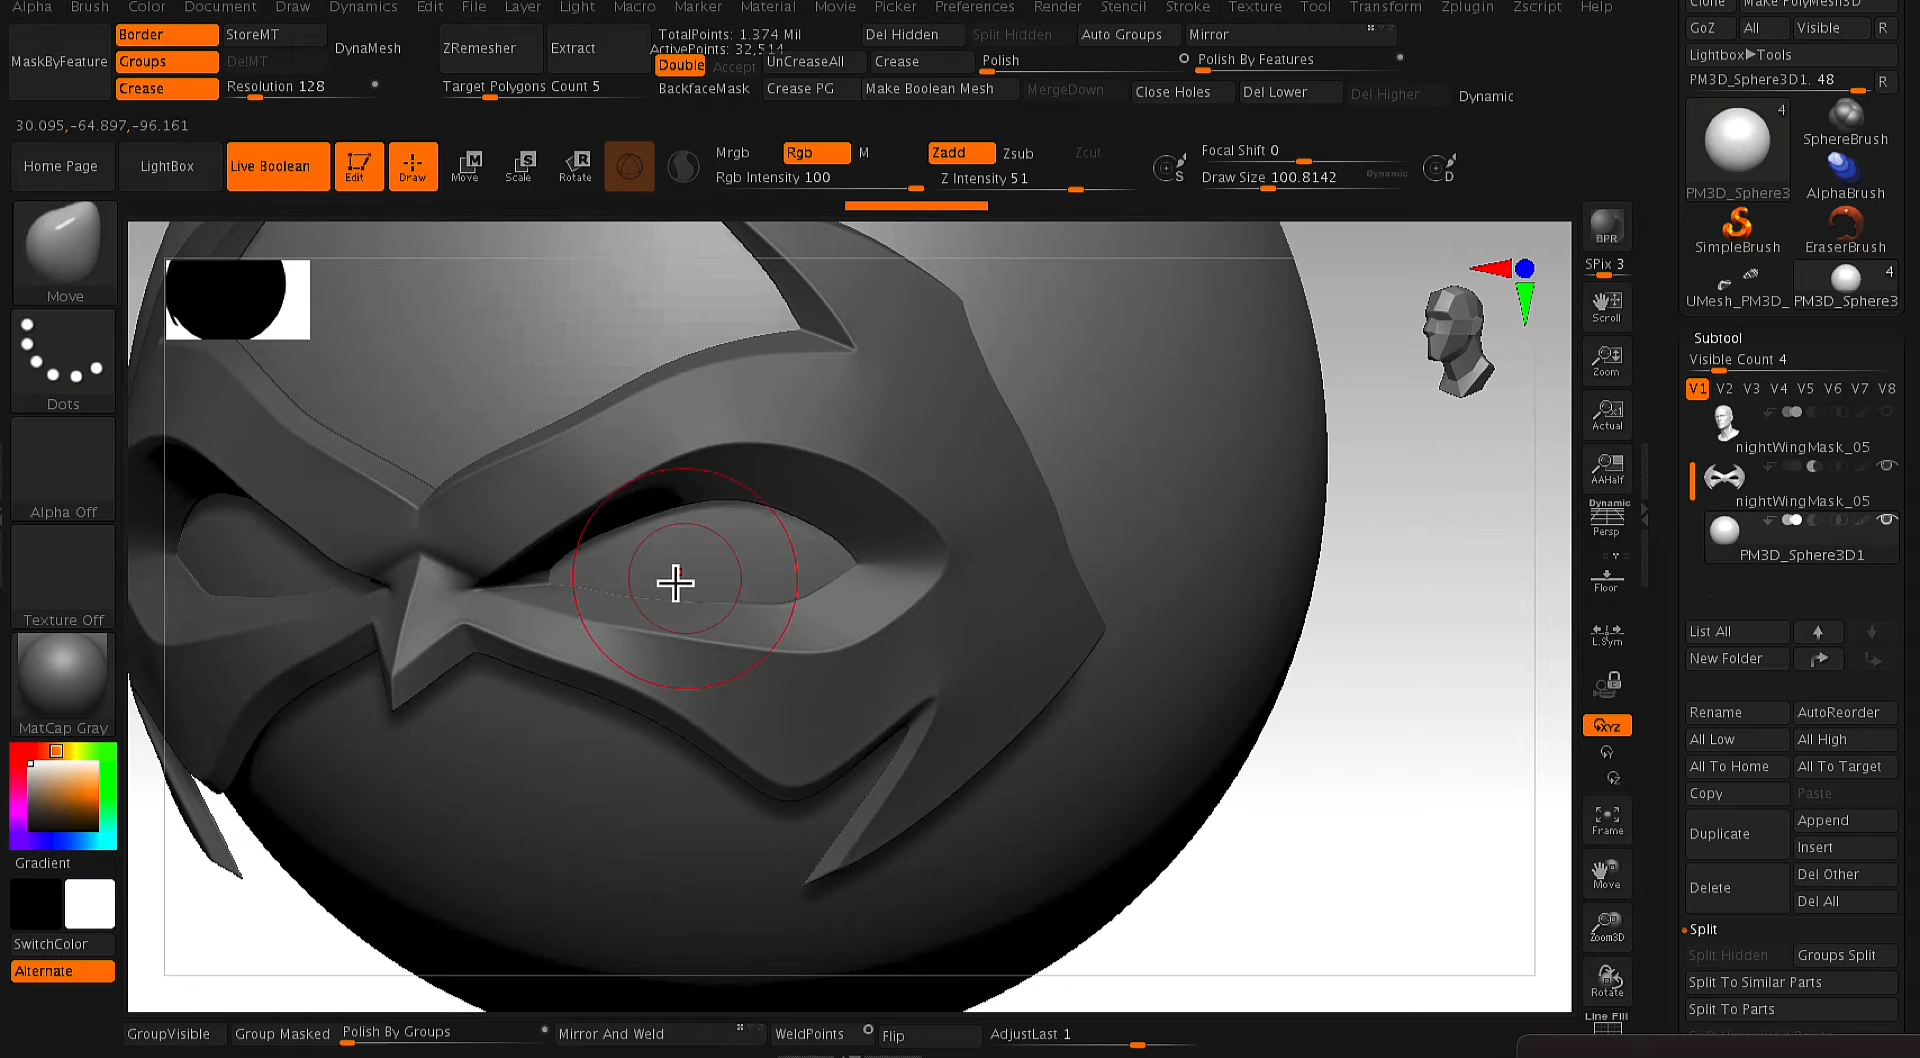 Alpha Brush Color Document Draw Dynamics Edit File Layer Light Macro Marker Material Movie Picker Preferences Render Stencil Stroke Texture Tool Transform Zplugin Zscript Help
MaskByFeature
Border
Groups
Crease
StoreMT
DelMT
Resolution 128
DynaMesh
ZRemesher
Extract
Target Polygons Count 5
TotalPoints: 1.374 Mil
ActivePoints: 32,514
Double
Accept
BackfaceMask
Del Hidden
Split Hidden
Auto Groups
Mirror
UnCreaseAll
Crease
Polish
Polish By Features
Crease PG
Make Boolean Mesh
MergeDown
Close Holes
Del Lower
Del Higher
Dynamic
30.095,-64.897,-96.161
Home Page
LightBox
Live Boolean
Edit
Draw
Move
Scale
Rotate
Mrgb
Rgb
M
Rgb Intensity 100
Zadd
Zsub
Zcut
Z Intensity 51
S
Focal Shift 0
Draw Size 100.8142
Dynamic
D
Move
Dots
Alpha Off
Texture Off
MatCap Gray
Gradient
SwitchColor
Alternate
BPR
SPix 3
Scroll
Zoom
Actual
AAHalf
Dynamic
Persp
Floor
L.Sym
XYZ
Frame
Move
Zoom3D
Rotate
Line Fill
Clone
Make PolyMesh3D
GoZ
All
Visible
R
Lightbox▶Tools
PM3D_Sphere3D1. 48
R
4
PM3D_Sphere3
SphereBrush
AlphaBrush
SimpleBrush
EraserBrush
4
UMesh_PM3D_
PM3D_Sphere3
Subtool
Visible Count 4
V1 V2 V3 V4 V5 V6 V7 V8
nightWingMask_05
nightWingMask_05
PM3D_Sphere3D1
List All
New Folder
Rename
AutoReorder
All Low
All High
All To Home
All To Target
Copy
Paste
Duplicate
Append
Insert
Delete
Del Other
Del All
Split
Split Hidden
Groups Split
Split To Similar Parts
Split To Parts
GroupVisible
Group Masked
Polish By Groups
Mirror And Weld
WeldPoints
Flip
AdjustLast 1